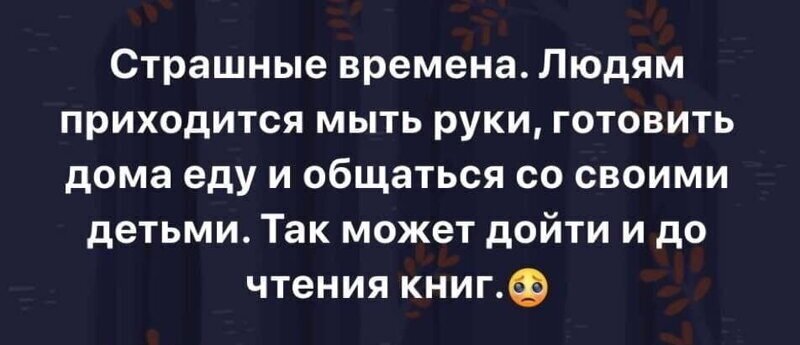 Страшные времена. Людям
приходится мыть руки, готовить
дома еду и общаться со своими
детьми. Так может дойти и до
чтения книг.🥺